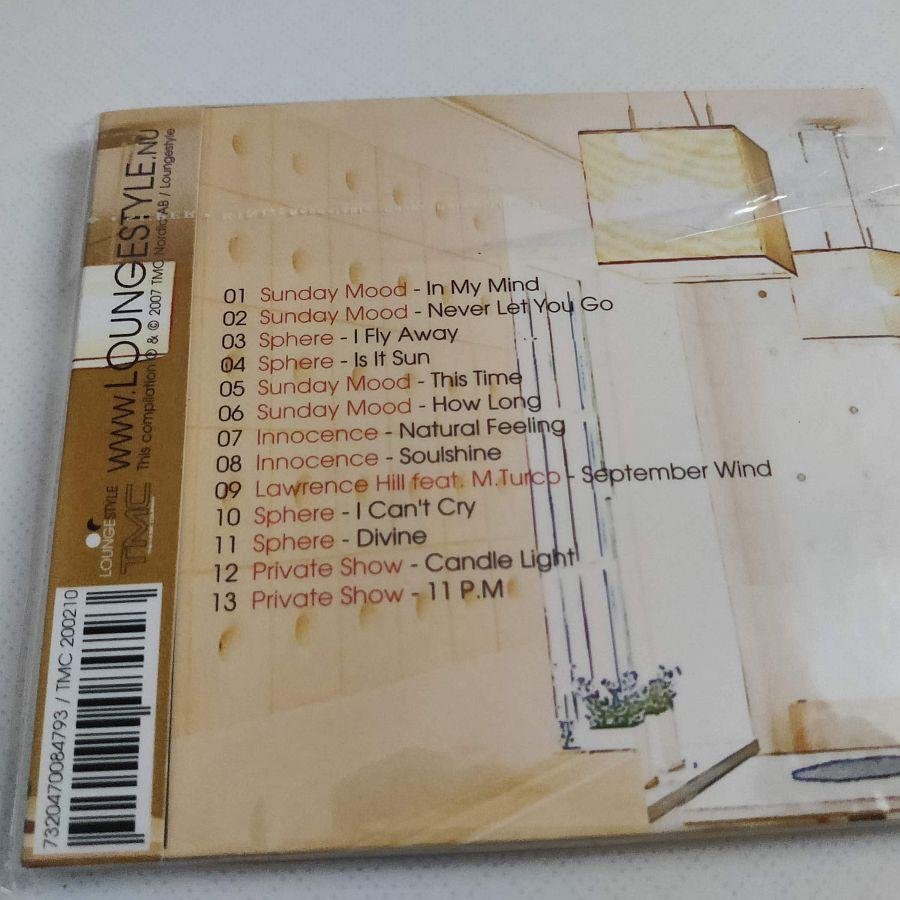 01 Sunday Mood - In My Mind
02 Sunday Mood - Never Let You Go
03 Sphere - I Fly Away
04 Sphere - Is It Sun
05 Sunday Mood - This Time
06 Sunday Mood - How Long
07 Innocence - Natural Feeling
08 Innocence - Soulshine
09 Lawrence Hill feat. M.Turco - September Wind
10 Sphere - I Can't Cry
11 Sphere - Divine
12 Private Show - Candle Light
13 Private Show - 11 P.M
WWW.LOUNGESTYLE.NU
This compilation ℗ & © 2007 TMC Nordic AB / Loungestyle
LOUNGESTYLE
TMC
7320470084793 / TMC 200210